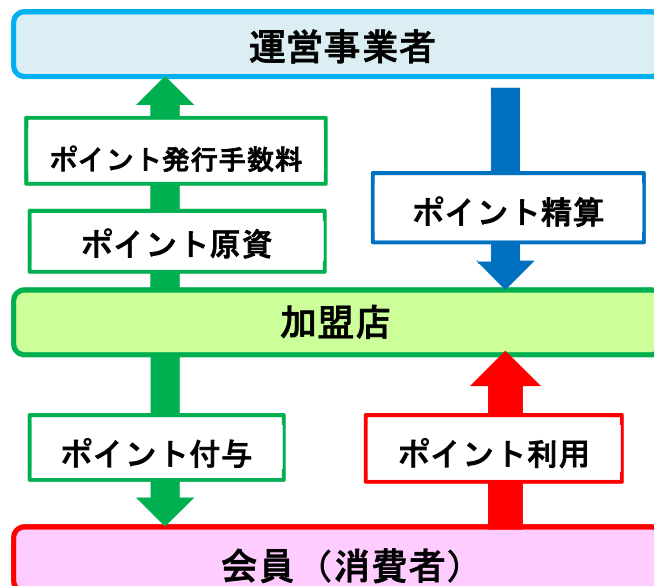 運営事業者
ポイント発行手数料
ポイント精算
ポイント原資
加盟店
ポイント付与
ポイント利用
会員（消費者）